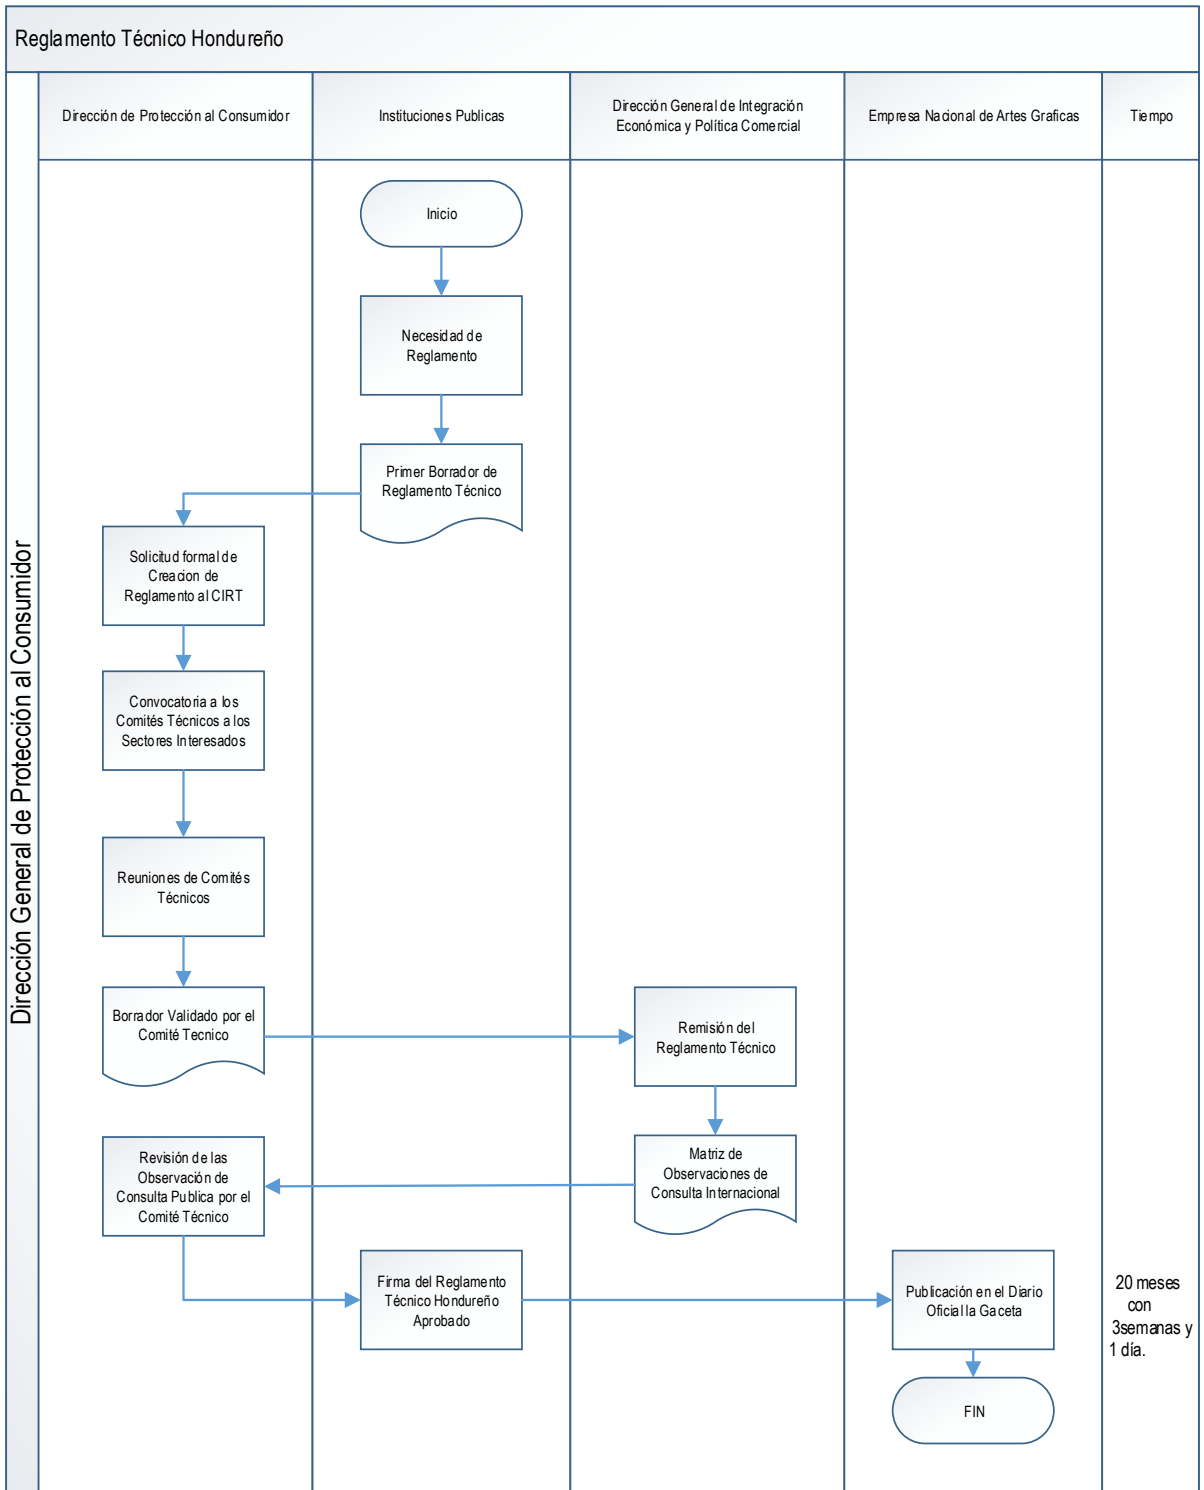 Reglamento Técnico Hondureño
Dirección General de Protección al Consumidor
Dirección de Protección al Consumidor
Instituciones Publicas
Dirección General de Integración
Económica y Política Comercial
Empresa Nacional de Artes Graficas
Tiempo
Inicio
Necesidad de
Reglamento
Primer Borrador de
Reglamento Técnico
Solicitud formal de
Creacion de
Reglamento al CIRT
Convocatoria a los
Comités Técnicos a los
Sectores Interesados
Reuniones de Comités
Técnicos
Borrador Validado por el
Comité Tecnico
Remisión del
Reglamento Técnico
Matriz de
Observaciones de
Consulta Internacional
Revisión de las
Observación de
Consulta Publica por el
Comité Técnico
Firma del Reglamento
Técnico Hondureño
Aprobado
Publicación en el Diario
Oficial la Gaceta
20 meses
con
3semanas y
1 día.
FIN